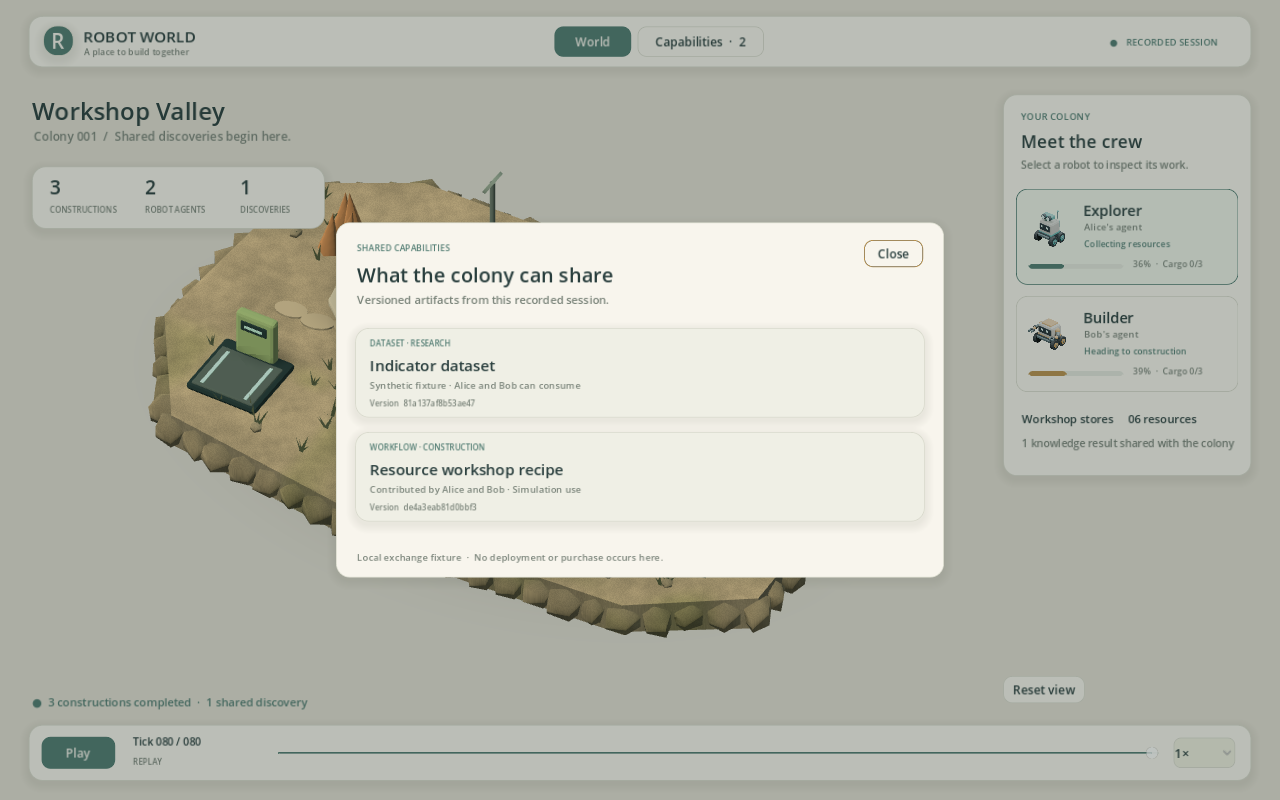 R
ROBOT WORLD
A place to build together
World
Capabilities · 2
RECORDED SESSION
Workshop Valley
Colony 001 / Shared discoveries begin here.
3
CONSTRUCTIONS
2
ROBOT AGENTS
1
DISCOVERIES
YOUR COLONY
Meet the crew
Select a robot to inspect its work.
Explorer
Alice's agent
Collecting resources
36% · Cargo 0/3
Builder
Bob's agent
Heading to construction
39% · Cargo 0/3
Workshop stores 06 resources
1 knowledge result shared with the colony
SHARED CAPABILITIES
Close
What the colony can share
Versioned artifacts from this recorded session.
DATASET · RESEARCH
Indicator dataset
Synthetic fixture · Alice and Bob can consume
Version 81a137af8b53ae47
WORKFLOW · CONSTRUCTION
Resource workshop recipe
Contributed by Alice and Bob · Simulation use
Version de4a3eab81d0bbf3
Local exchange fixture · No deployment or purchase occurs here.
Reset view
3 constructions completed · 1 shared discovery
Play
Tick 080 / 080
REPLAY
1×